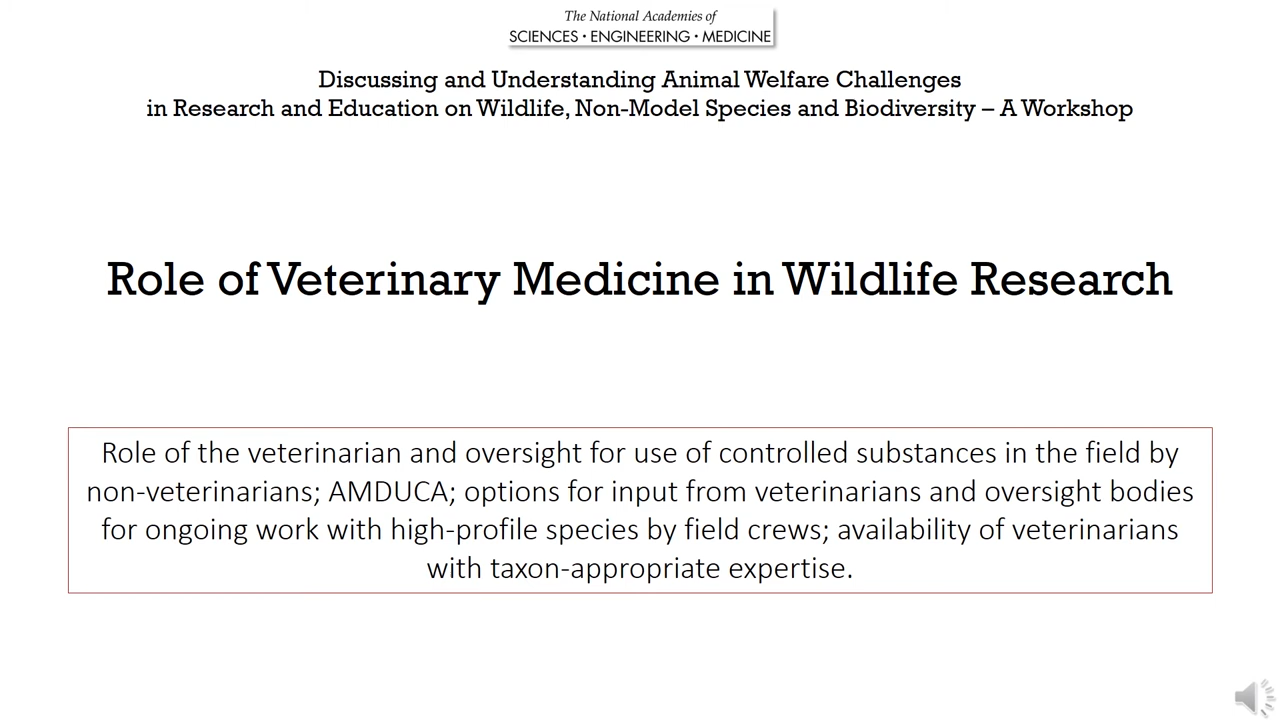 The National Academies of
SCIENCES • ENGINEERING • MEDICINE
Discussing and Understanding Animal Welfare Challenges
in Research and Education on Wildlife, Non-Model Species and Biodiversity – A Workshop
Role of Veterinary Medicine in Wildlife Research
Role of the veterinarian and oversight for use of controlled substances in the field by
non-veterinarians; AMDUCA; options for input from veterinarians and oversight bodies
for ongoing work with high-profile species by field crews; availability of veterinarians
with taxon-appropriate expertise.